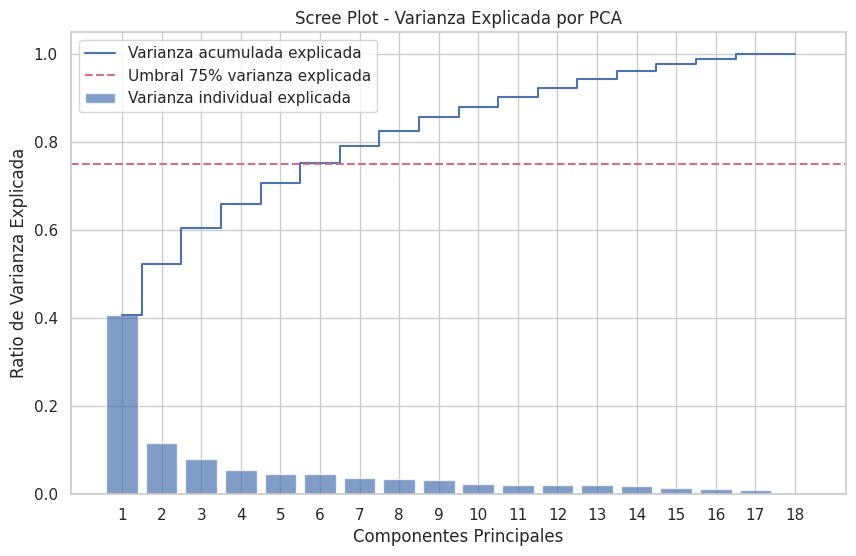 Scree Plot - Varianza Explicada por PCA
Varianza acumulada explicada
Umbral 75% varianza explicada
Varianza individual explicada
Ratio de Varianza Explicada
1.0
0.8
0.6
0.4
0.2
0.0
1 2 3 4 5 6 7 8 9 10 11 12 13 14 15 16 17 18
Componentes Principales